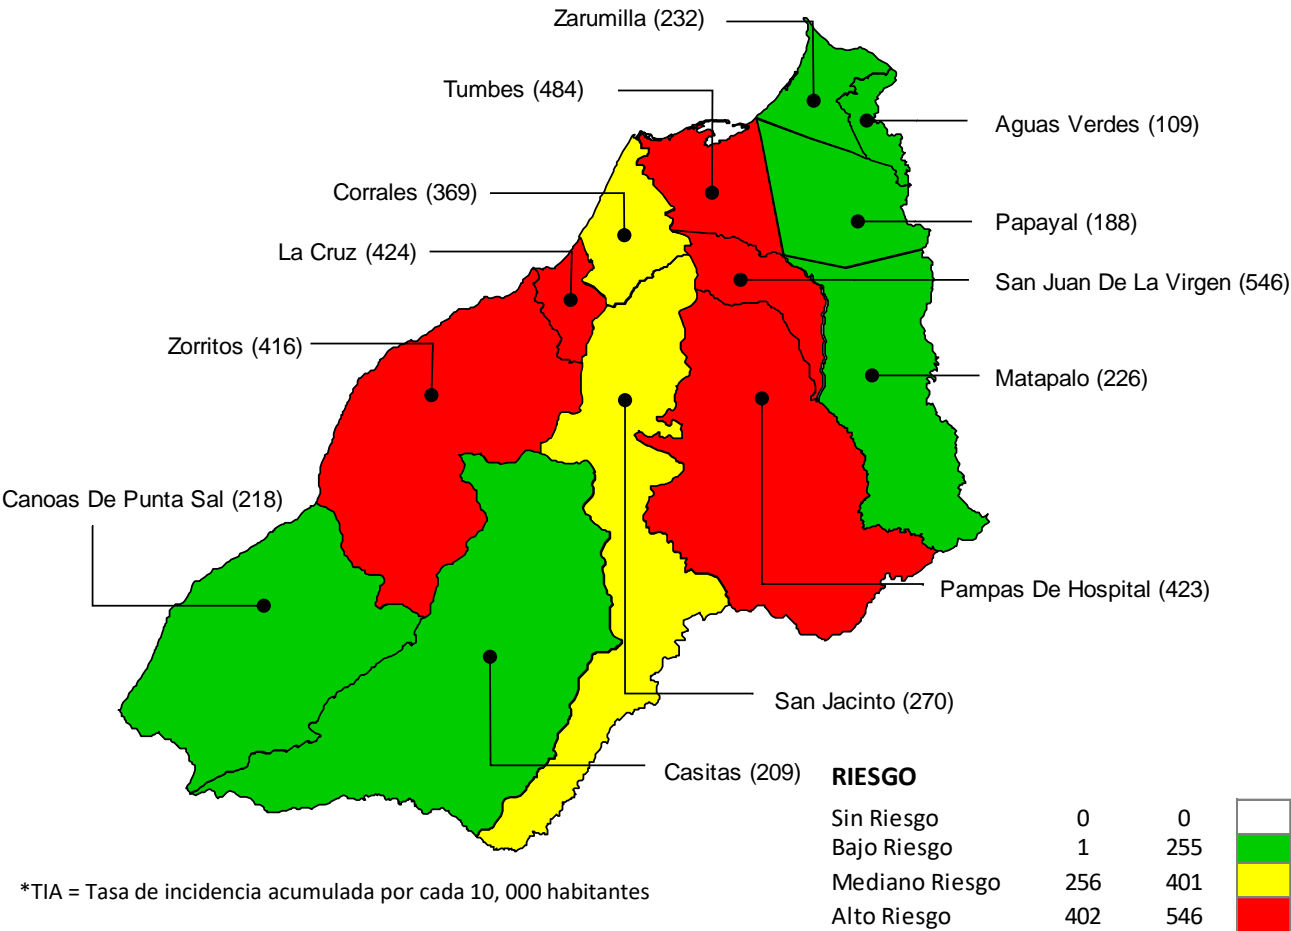 Zarumilla (232)
Tumbes (484)
Aguas Verdes (109)
Corrales (369)
Papayal (188)
La Cruz (424)
San Juan De La Virgen (546)
Zorritos (416)
Matapalo (226)
Canoas De Punta Sal (218)
Pampas De Hospital (423)
San Jacinto (270)
Casitas (209)
RIESGO
Sin Riesgo 0 0
Bajo Riesgo 1 255
Mediano Riesgo 256 401
Alto Riesgo 402 546
*TIA = Tasa de incidencia acumulada por cada 10, 000 habitantes